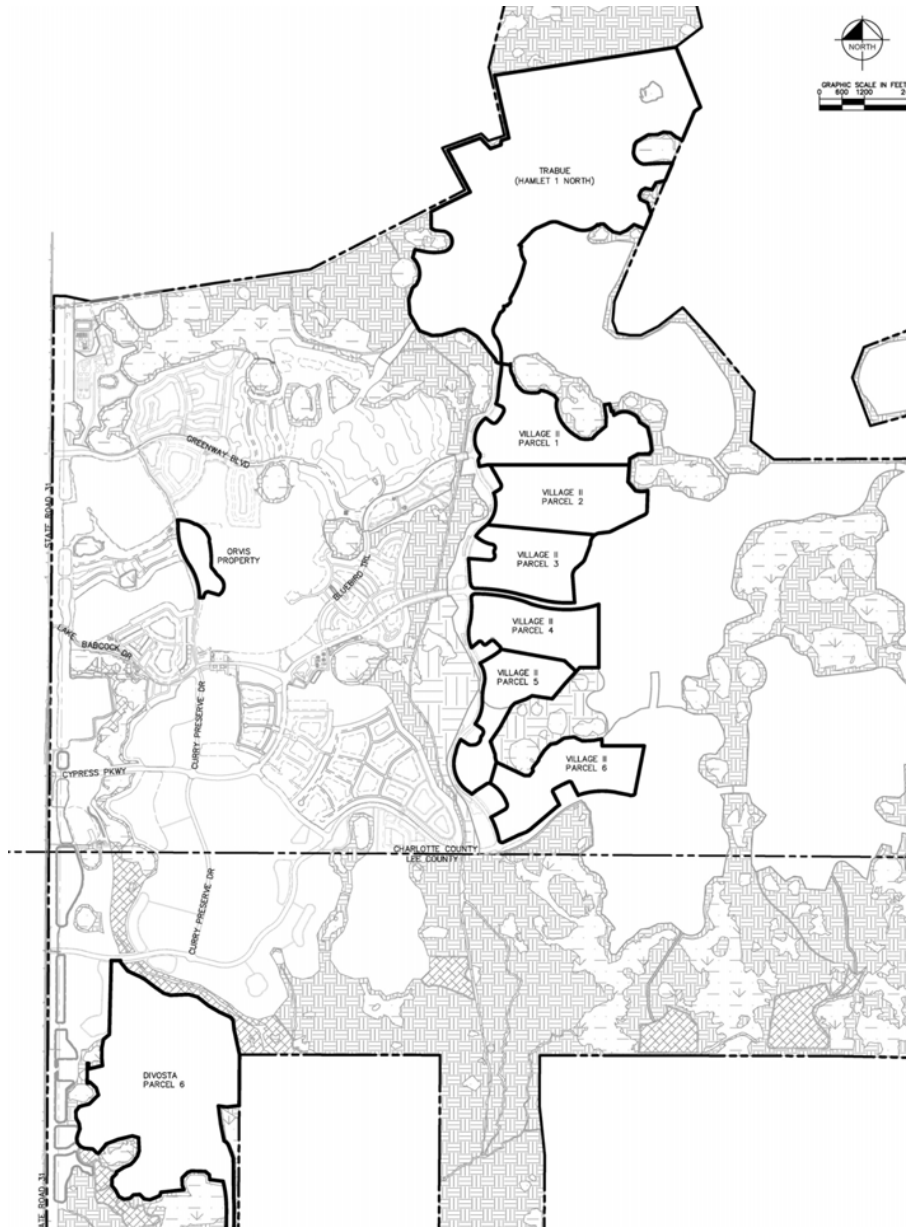 NORTH
GRAPHIC SCALE IN FEET
0 600 1200
TRABUE
(HAMLET 1 NORTH)
STATE ROAD 31
GREENWAY BLVD
VILLAGE II
PARCEL 1
VILLAGE II
PARCEL 2
ORVIS
PROPERTY
VILLAGE II
PARCEL 3
BLUEBIRD TRL
LAKE BABCOCK DR
VILLAGE II
PARCEL 4
VILLAGE II
PARCEL 5
CURRY PRESERVE DR
CYPRESS PKWY
VILLAGE II
PARCEL 6
CHARLOTTE COUNTY
LEE COUNTY
CURRY PRESERVE DR
DIVOSTA
PARCEL 6
ROAD 31